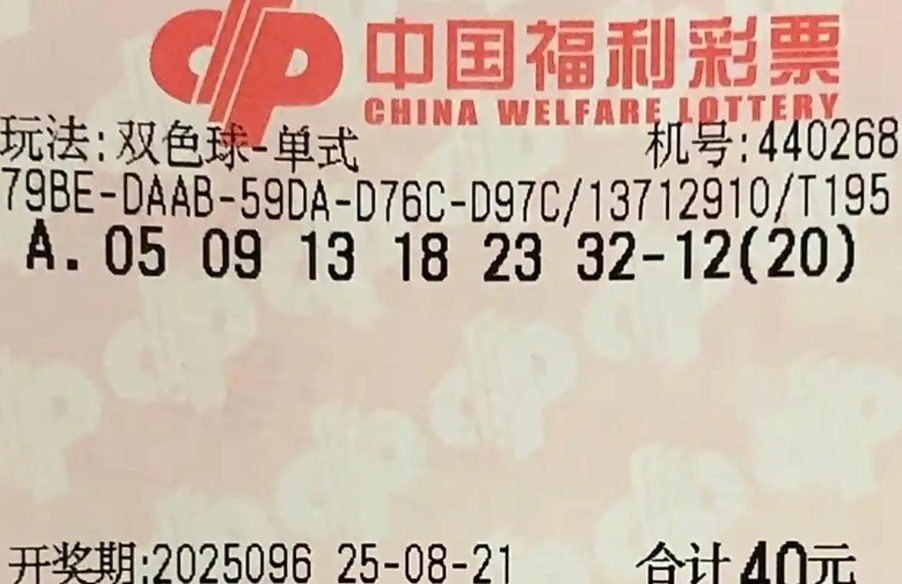 中国福利彩票
CHINA WELFARE LOTTERY
玩法:双色球-单式 机号:440268
79BE-DAAB-59DA-D76C-D97C/13712910/T195
A. 05 09 13 18 23 32-12(20)
开奖期:2025096 25-08-21 合计40元